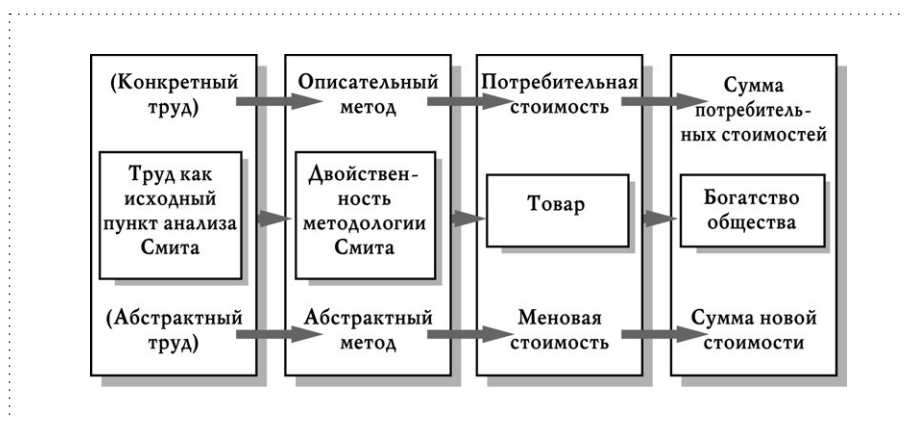 (Конкретный
труд)
Описательный
метод
Потребительная
стоимость
Сумма
потребитель-
ных стоимостей
Труд как
исходный
пункт анализа
Смита
Двойствен-
ность
методологии
Смита
Товар
Богатство
общества
(Абстрактный
труд)
Абстрактный
метод
Меновая
стоимость
Сумма новой
стоимости